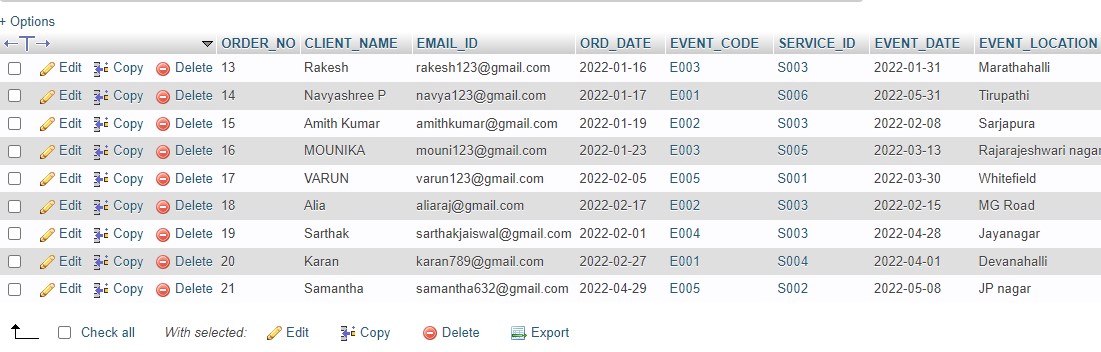 + Options
ORDER_NO CLIENT_NAME EMAIL_ID ORD_DATE EVENT_CODE SERVICE_ID EVENT_DATE EVENT_LOCATION
Edit Copy Delete 13 Rakesh rakesh123@gmail.com 2022-01-16 E003 S003 2022-01-31 Marathahalli
Edit Copy Delete 14 Navyashree P navya123@gmail.com 2022-01-17 E001 S006 2022-05-31 Tirupathi
Edit Copy Delete 15 Amith Kumar amithkumar@gmail.com 2022-01-19 E002 S003 2022-02-08 Sarjapura
Edit Copy Delete 16 MOUNIKA mouni123@gmail.com 2022-01-23 E003 S005 2022-03-13 Rajarajeshwari nagar
Edit Copy Delete 17 VARUN varun123@gmail.com 2022-02-05 E005 S001 2022-03-30 Whitefield
Edit Copy Delete 18 Alia aliaraj@gmail.com 2022-02-17 E002 S003 2022-02-15 MG Road
Edit Copy Delete 19 Sarthak sarthakjaiswal@gmail.com 2022-02-01 E004 S003 2022-04-28 Jayanagar
Edit Copy Delete 20 Karan karan789@gmail.com 2022-02-27 E001 S004 2022-04-01 Devanahalli
Edit Copy Delete 21 Samantha samantha632@gmail.com 2022-04-29 E005 S002 2022-05-08 JP nagar
Check all With selected: Edit Copy Delete Export